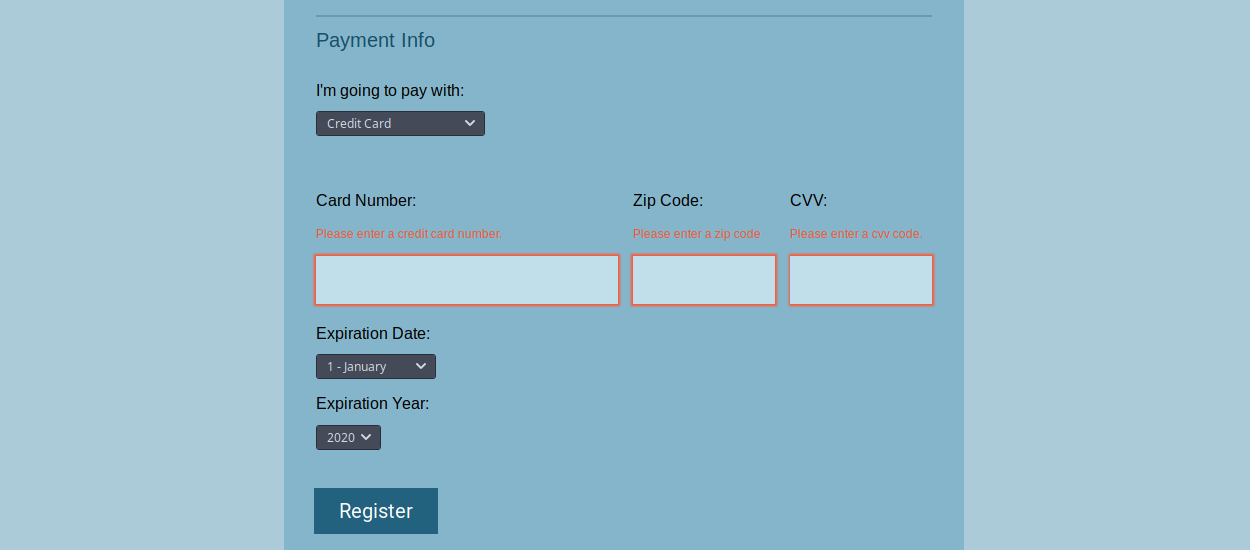 Payment Info
I'm going to pay with:
Credit Card
Card Number: Zip Code: CVV:
Please enter a credit card number. Please enter a zip code Please enter a cvv code.
Expiration Date:
1 - January
Expiration Year:
2020
Register